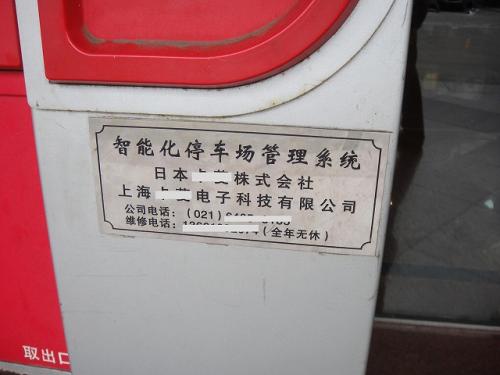 智能化停车场管理系统
日本 株式会社
上海 电子科技有限公司
公司电话：(021)
维修电话： (全年无休)
取出口